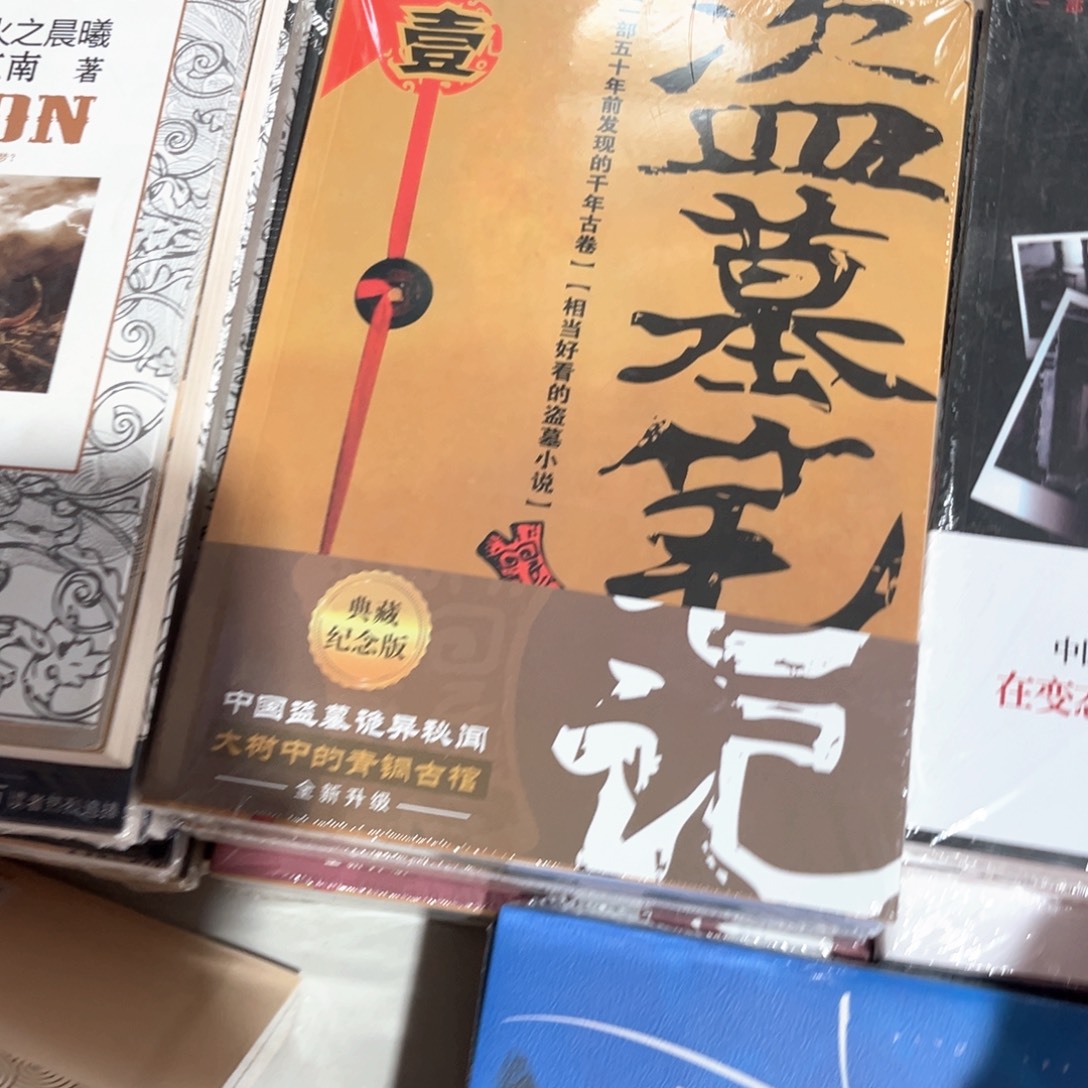 火之晨曦
南 著
ON
壹
盗墓笔记
一部五十年前发现的千年古卷】
【相当好看的盗墓小说】
典藏
纪念版
中国盗墓诡异秘闻
大树中的青铜古棺
全新升级
中
在变